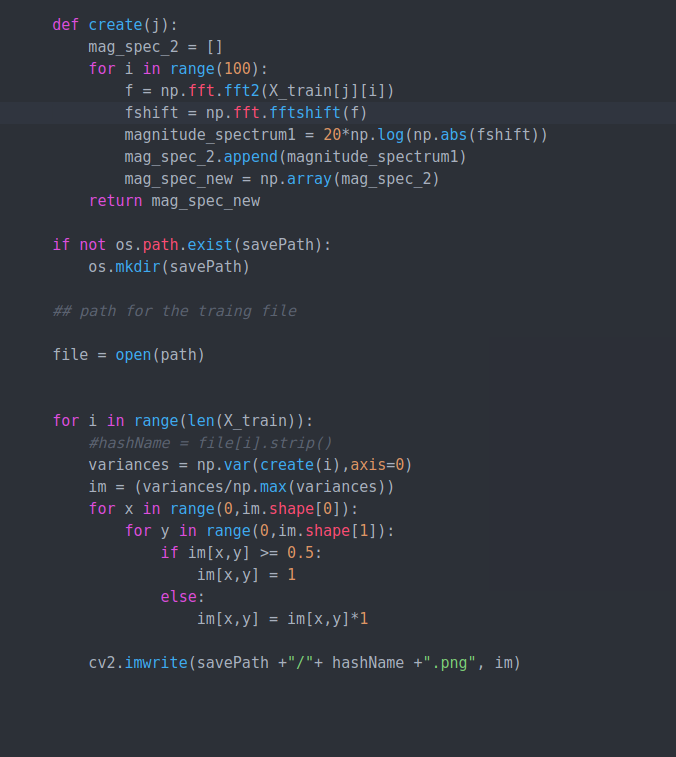 def create(j):
    mag_spec_2 = []
    for i in range(100):
        f = np.fft.fft2(X_train[j][i])
        fshift = np.fft.fftshift(f)
        magnitude_spectrum1 = 20*np.log(np.abs(fshift))
        mag_spec_2.append(magnitude_spectrum1)
        mag_spec_new = np.array(mag_spec_2)
    return mag_spec_new

if not os.path.exist(savePath):
    os.mkdir(savePath)

## path for the traing file

file = open(path)


for i in range(len(X_train)):
    #hashName = file[i].strip()
    variances = np.var(create(i),axis=0)
    im = (variances/np.max(variances))
    for x in range(0,im.shape[0]):
        for y in range(0,im.shape[1]):
            if im[x,y] >= 0.5:
                im[x,y] = 1
            else:
                im[x,y] = im[x,y]*1

    cv2.imwrite(savePath +"/"+ hashName +".png", im)